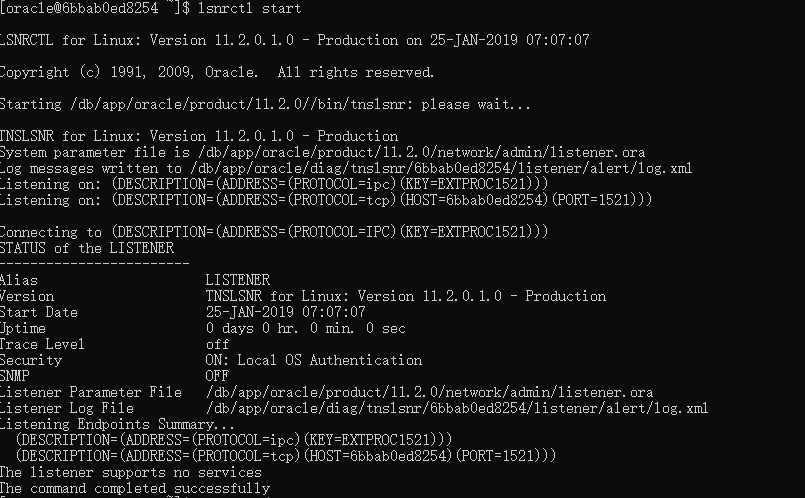 [oracle@6bbab0ed8254 ~]$ lsnrctl start
LSNRCTL for Linux: Version 11.2.0.1.0 - Production on 25-JAN-2019 07:07:07
Copyright (c) 1991, 2009, Oracle.  All rights reserved.
Starting /db/app/oracle/product/11.2.0//bin/tnslsnr: please wait...
TNSLSNR for Linux: Version 11.2.0.1.0 - Production
System parameter file is /db/app/oracle/product/11.2.0/network/admin/listener.ora
Log messages written to /db/app/oracle/diag/tnslsnr/6bbab0ed8254/listener/alert/log.xml
Listening on: (DESCRIPTION=(ADDRESS=(PROTOCOL=ipc)(KEY=EXTPROC1521)))
Listening on: (DESCRIPTION=(ADDRESS=(PROTOCOL=tcp)(HOST=6bbab0ed8254)(PORT=1521)))
Connecting to (DESCRIPTION=(ADDRESS=(PROTOCOL=IPC)(KEY=EXTPROC1521)))
STATUS of the LISTENER
------------------------
Alias                     LISTENER
Version                   TNSLSNR for Linux: Version 11.2.0.1.0 - Production
Start Date                25-JAN-2019 07:07:07
Uptime                    0 days 0 hr. 0 min. 0 sec
Trace Level               off
Security                  ON: Local OS Authentication
SNMP                      OFF
Listener Parameter File   /db/app/oracle/product/11.2.0/network/admin/listener.ora
Listener Log File         /db/app/oracle/diag/tnslsnr/6bbab0ed8254/listener/alert/log.xml
Listening Endpoints Summary...
  (DESCRIPTION=(ADDRESS=(PROTOCOL=ipc)(KEY=EXTPROC1521)))
  (DESCRIPTION=(ADDRESS=(PROTOCOL=tcp)(HOST=6bbab0ed8254)(PORT=1521)))
The listener supports no services
The command completed successfully